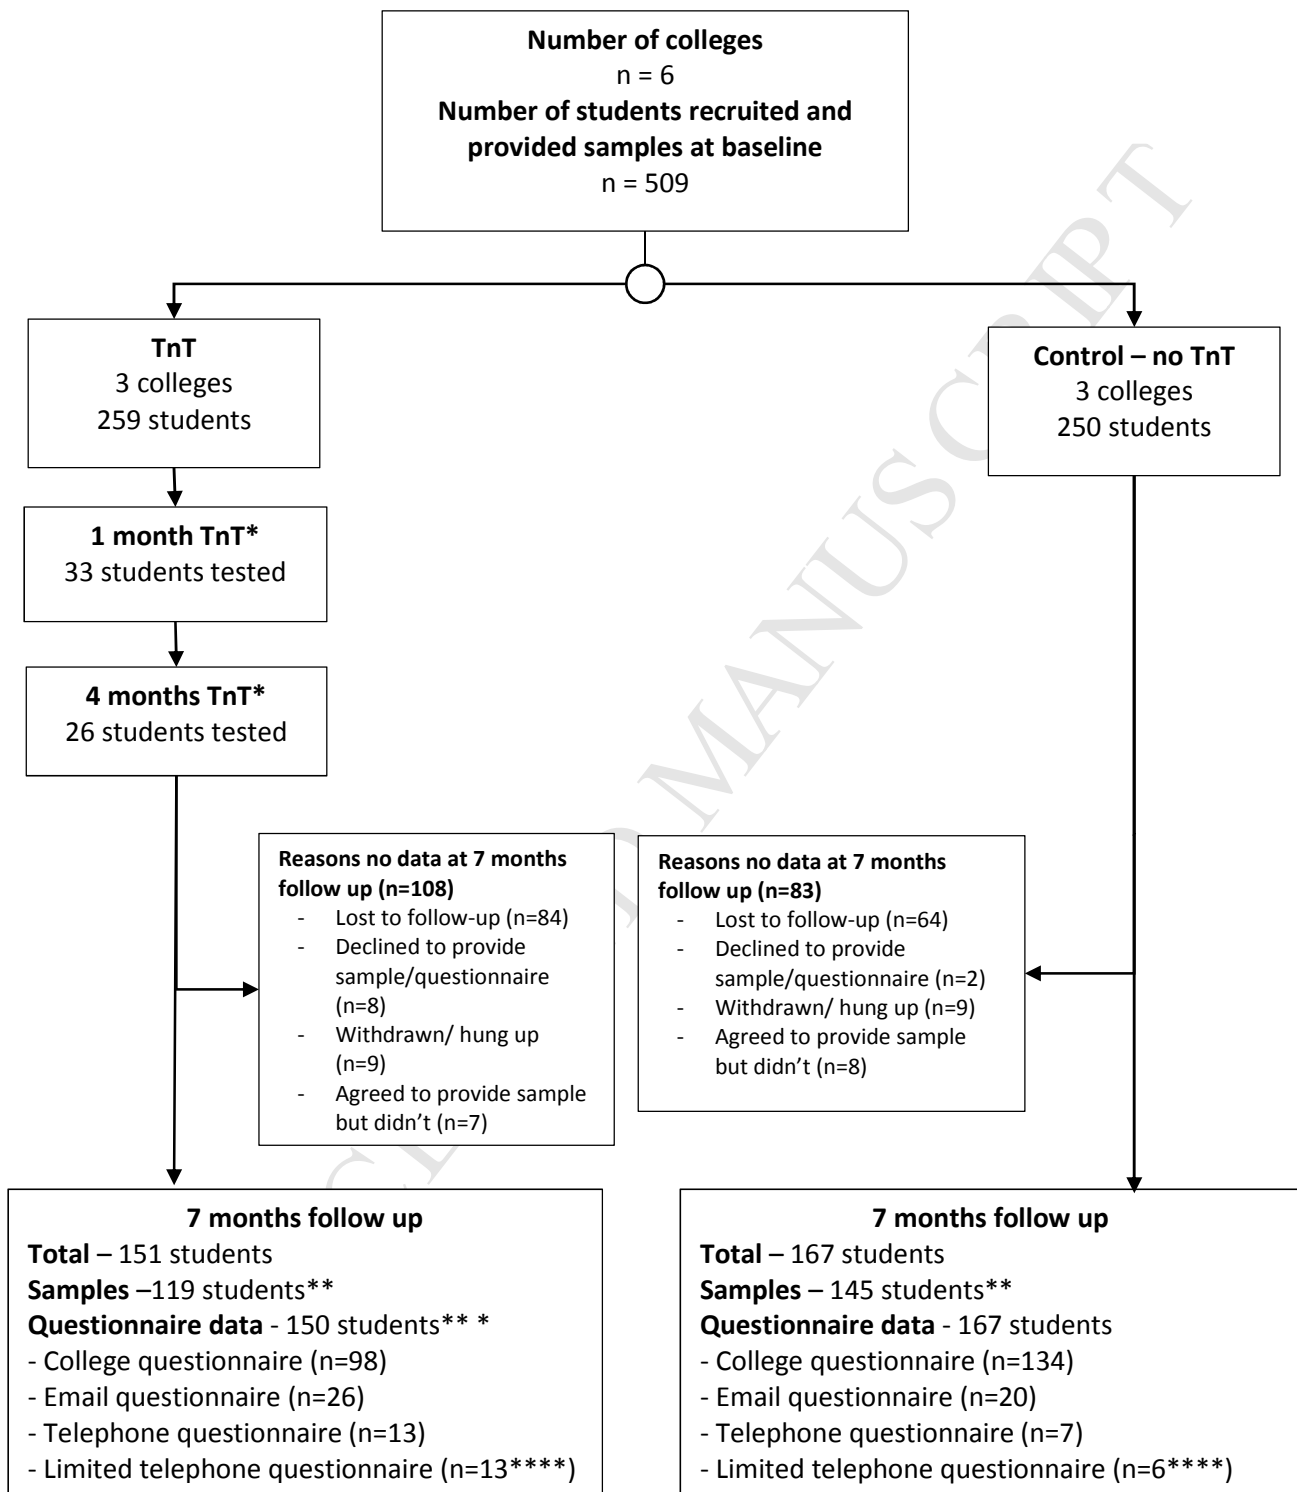 Number of colleges
n = 6
Number of students recruited and
provided samples at baseline
n = 509
TnT
3 colleges
259 students
Control – no TnT
3 colleges
250 students
1 month TnT*
33 students tested
4 months TnT*
26 students tested
Reasons no data at 7 months
follow up (n=108)
- Lost to follow-up (n=84)
- Declined to provide
sample/questionnaire
(n=8)
- Withdrawn/ hung up
(n=9)
- Agreed to provide sample
but didn’t (n=7)
Reasons no data at 7 months
follow up (n=83)
- Lost to follow-up (n=64)
- Declined to provide
sample/questionnaire (n=2)
- Withdrawn/ hung up (n=9)
- Agreed to provide sample
but didn’t (n=8)
7 months follow up
Total – 151 students
Samples –119 students**
Questionnaire data - 150 students** *
- College questionnaire (n=98)
- Email questionnaire (n=26)
- Telephone questionnaire (n=13)
- Limited telephone questionnaire (n=13****)
7 months follow up
Total – 167 students
Samples – 145 students**
Questionnaire data - 167 students
- College questionnaire (n=134)
- Email questionnaire (n=20)
- Telephone questionnaire (n=7)
- Limited telephone questionnaire (n=6****)
MANUSCRIPT